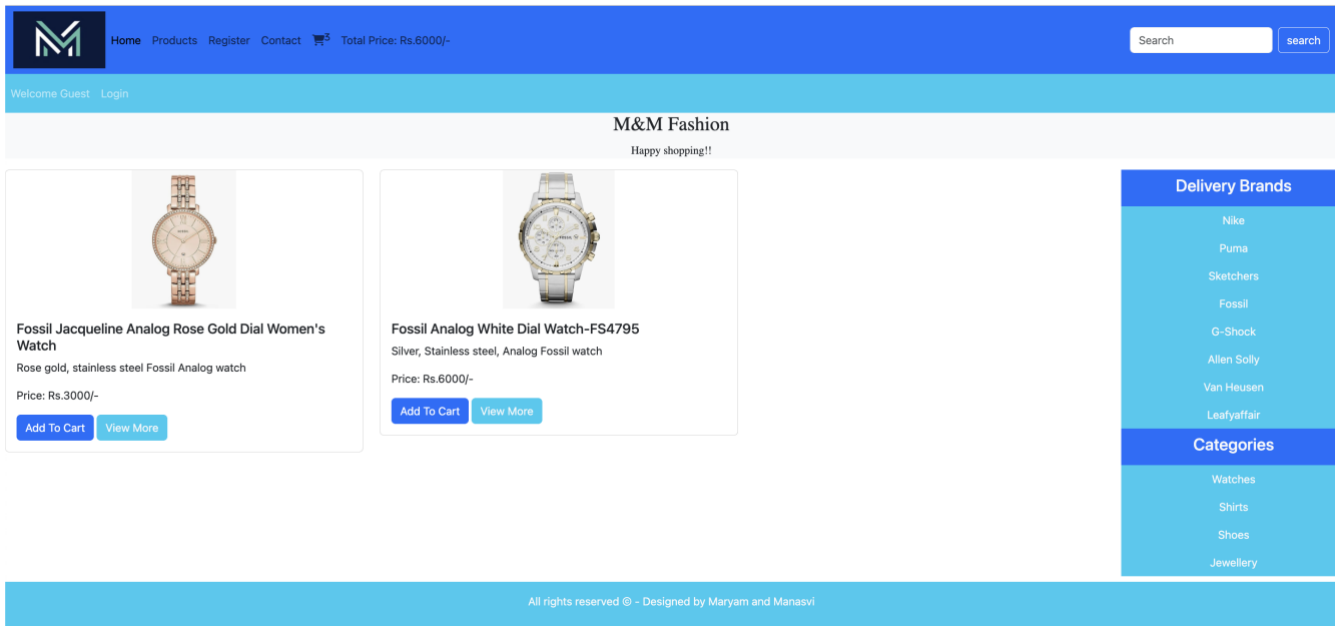 Home Products Register Contact 3 Total Price: Rs.6000/- Search search
Welcome Guest Login
M&M Fashion
Happy shopping!!
Fossil Jacqueline Analog Rose Gold Dial Women's
Watch
Rose gold, stainless steel Fossil Analog watch
Price: Rs.3000/-
Add To Cart View More
Fossil Analog White Dial Watch-FS4795
Silver, Stainless steel, Analog Fossil watch
Price: Rs.6000/-
Add To Cart View More
Delivery Brands
Nike
Puma
Sketchers
Fossil
G-Shock
Allen Solly
Van Heusen
Leafyaffair
Categories
Watches
Shirts
Shoes
Jewellery
All rights reserved © - Designed by Maryam and Manasvi